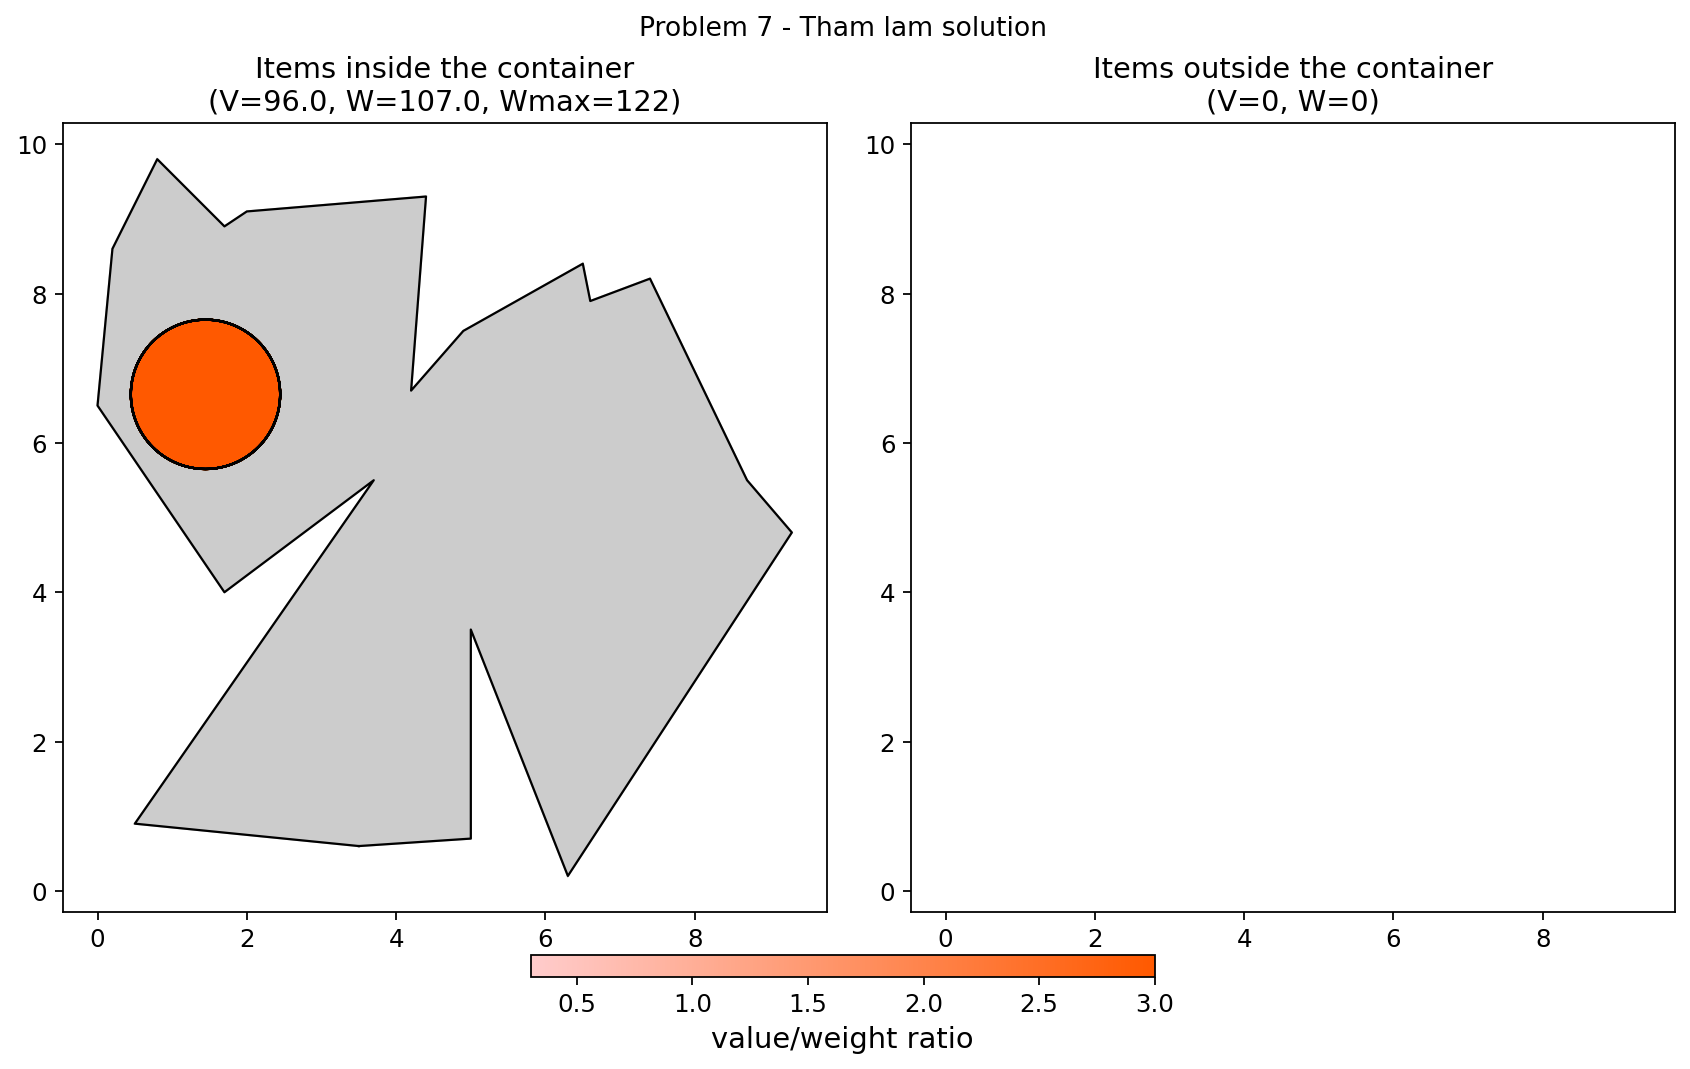 Problem 7 - Tham lam solution
Items inside the container
(V=96.0, W=107.0, Wmax=122)
10
8
6
4
2
0
0 2 4 6 8
Items outside the container
(V=0, W=0)
10
8
6
4
2
0
0 2 4 6 8
0.5 1.0 1.5 2.0 2.5 3.0
value/weight ratio